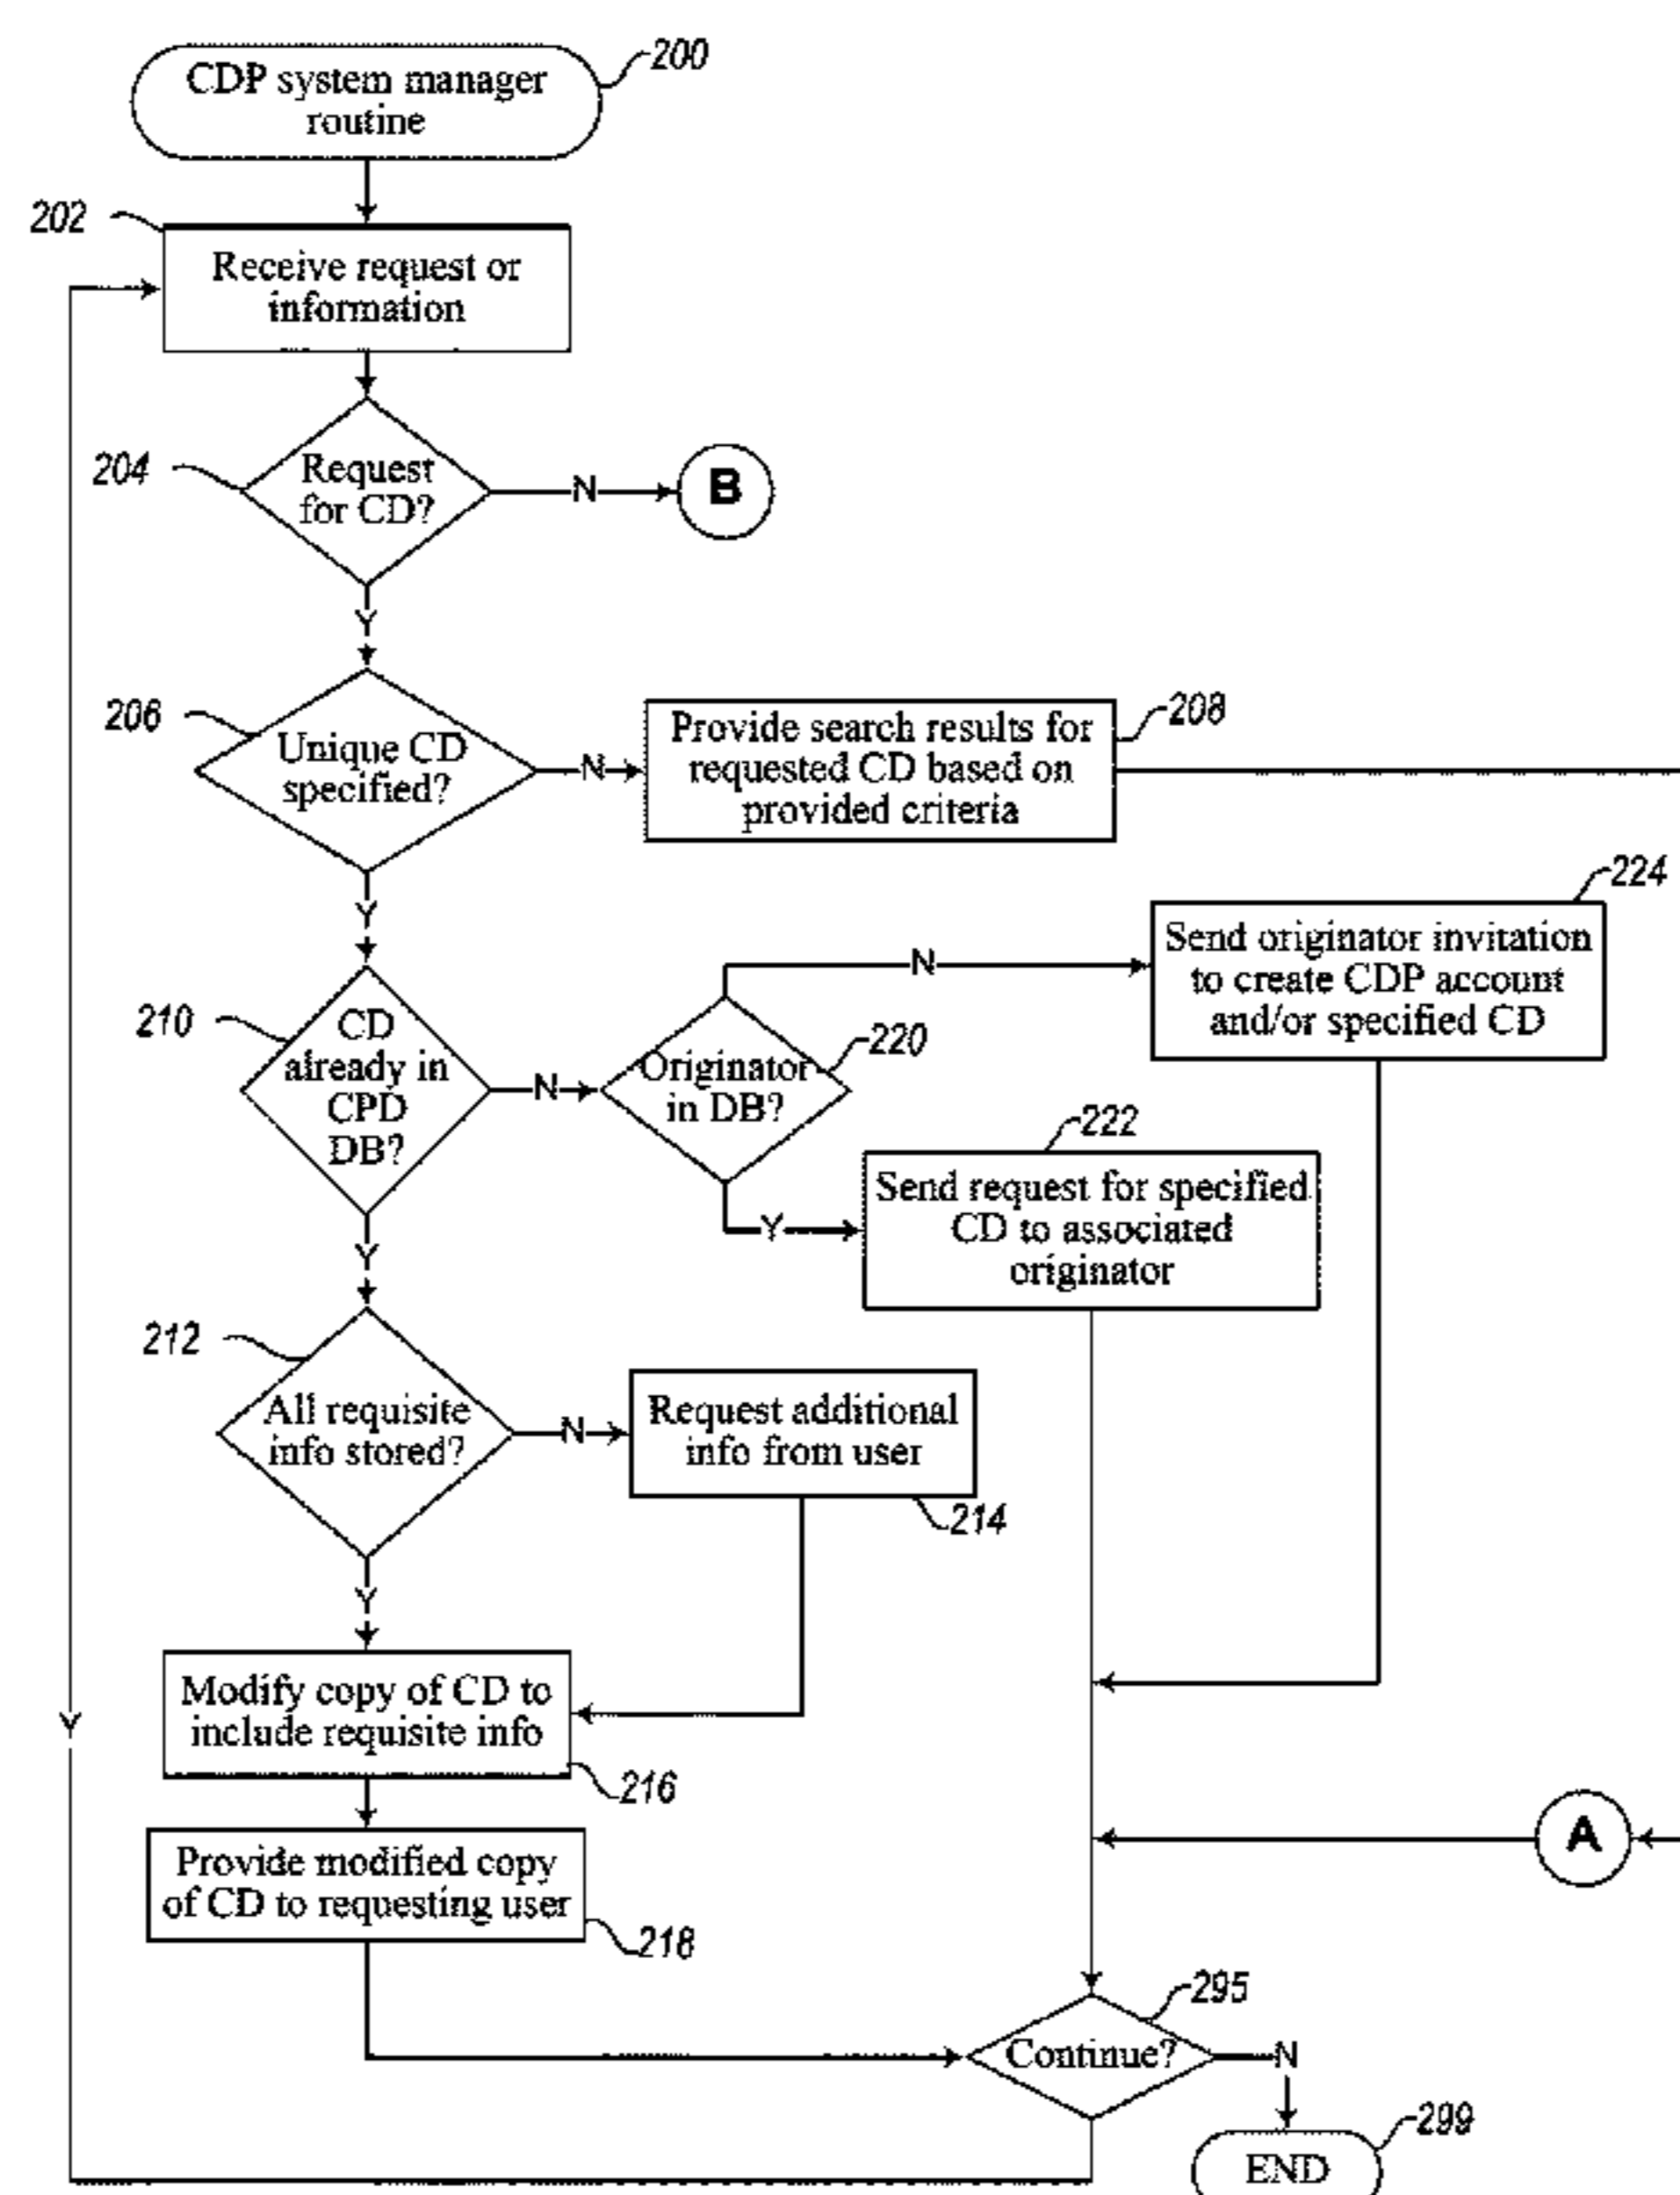 200
CDP system manager
routine
202
Receive request or
information
204
Request
for CD?
N
B
Y
206
Unique CD
specified?
N
Provide search results for
requested CD based on
provided criteria
208
Y
224
Send originator invitation
to create CDP account
and/or specified CD
N
210
CD
already in
CPD
DB?
N
Originator
in DB?
220
222
Send request for specified
CD to associated
originator
Y
Y
212
All requisite
info stored?
N
Request additional
info from user
214
Y
Modify copy of CD to
include requisite info
216
Y
Provide modified copy
of CD to requesting user
218
A
295
Continue?
N
299
END